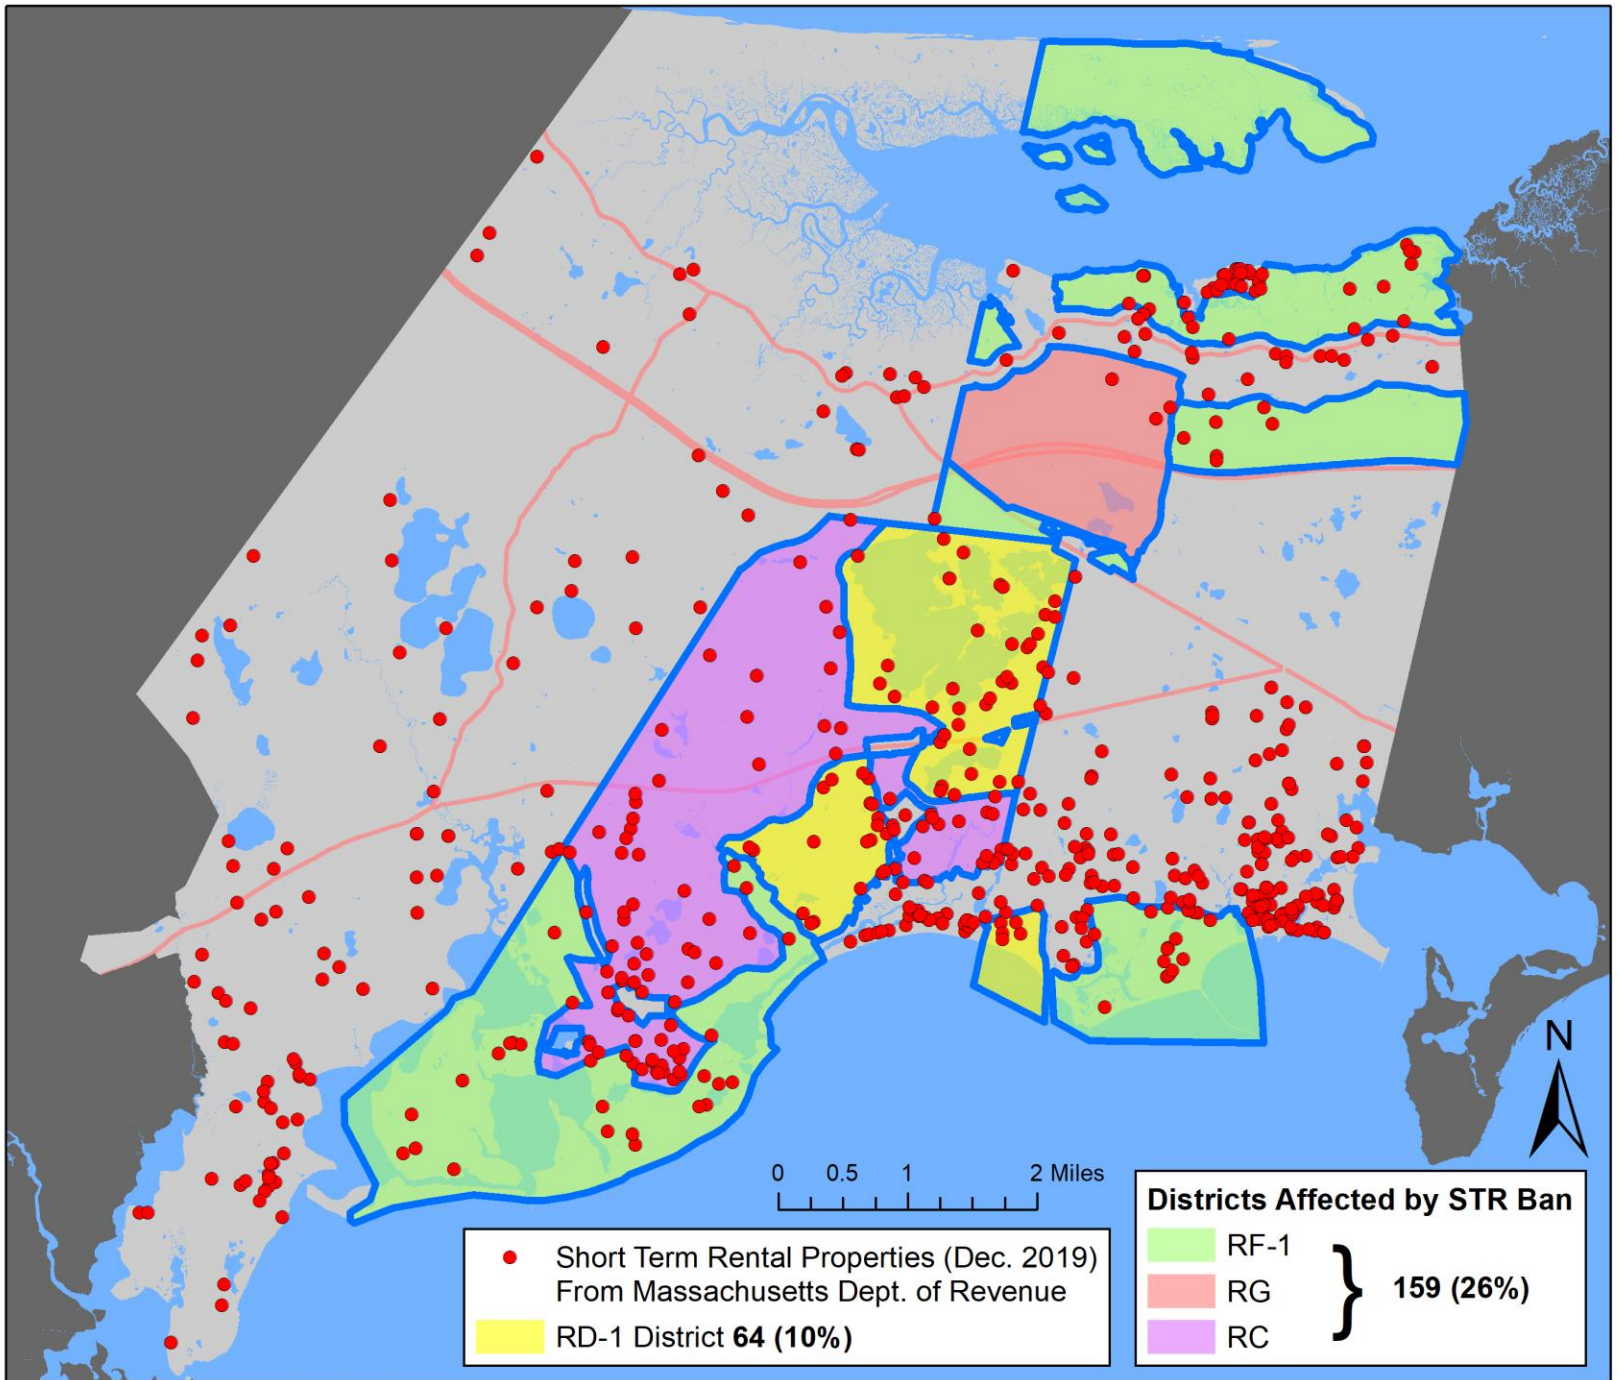 N
0 0.5 1 2 Miles
Short Term Rental Properties (Dec. 2019)
From Massachusetts Dept. of Revenue
RD-1 District 64 (10%)
Districts Affected by STR Ban
RF-1
RG
RC
} 159 (26%)